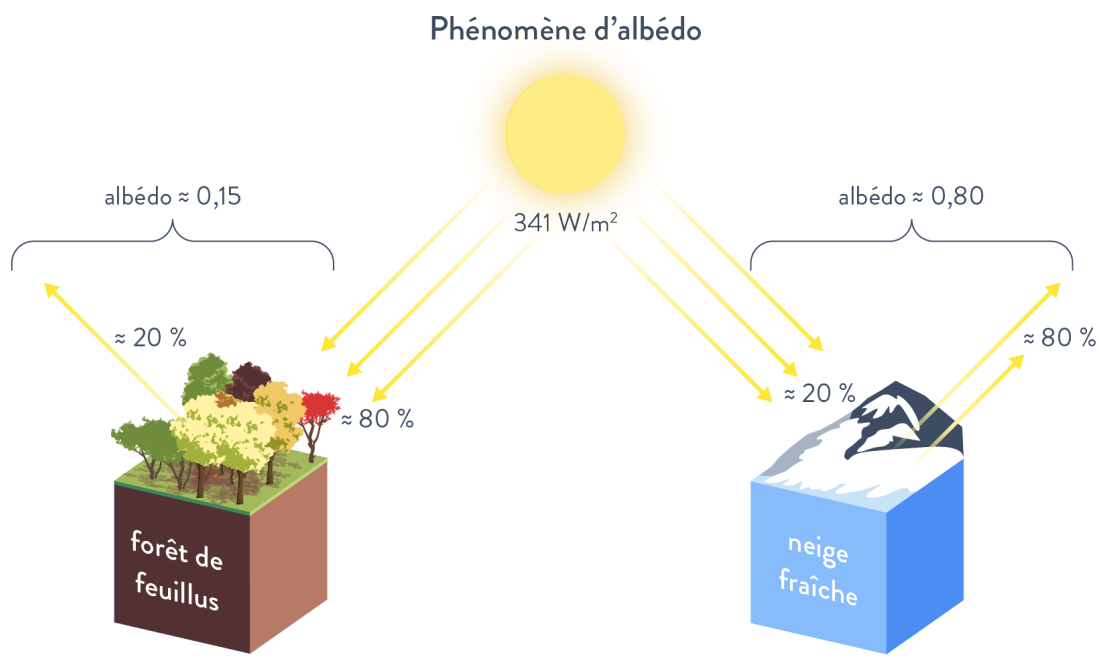 Phénomène d'albédo
albédo ≈ 0,15
341 W/m²
albédo ≈ 0,80
≈ 20 %
≈ 80 %
≈ 20 %
≈ 80 %
forêt de
feuillus
neige
fraîche